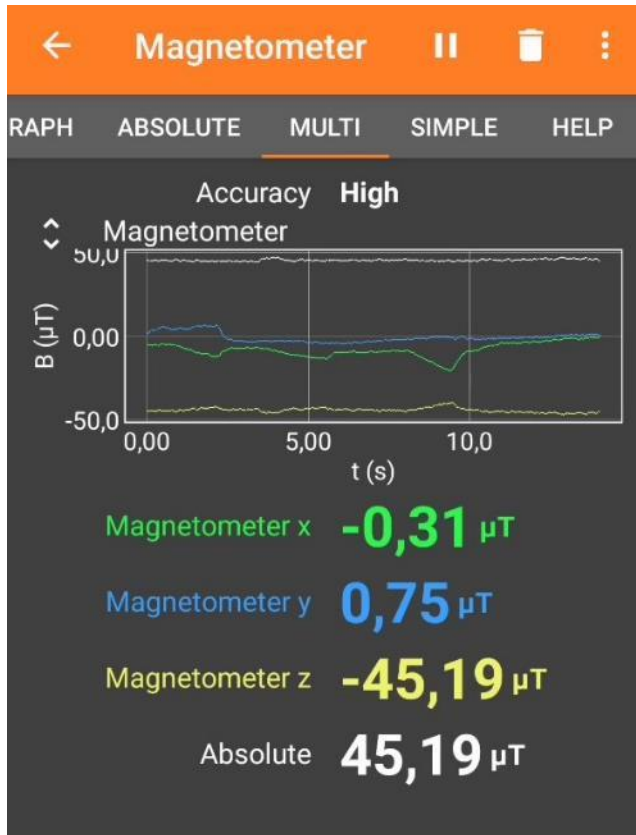 Magnetometer
RAPH ABSOLUTE MULTI SIMPLE HELP
Accuracy High
Magnetometer
50,0
0,00
-50,0
B (µT)
0,00 5,00 10,0
t (s)
Magnetometer x -0,31 µT
Magnetometer y 0,75 µT
Magnetometer z -45,19 µT
Absolute 45,19 µT